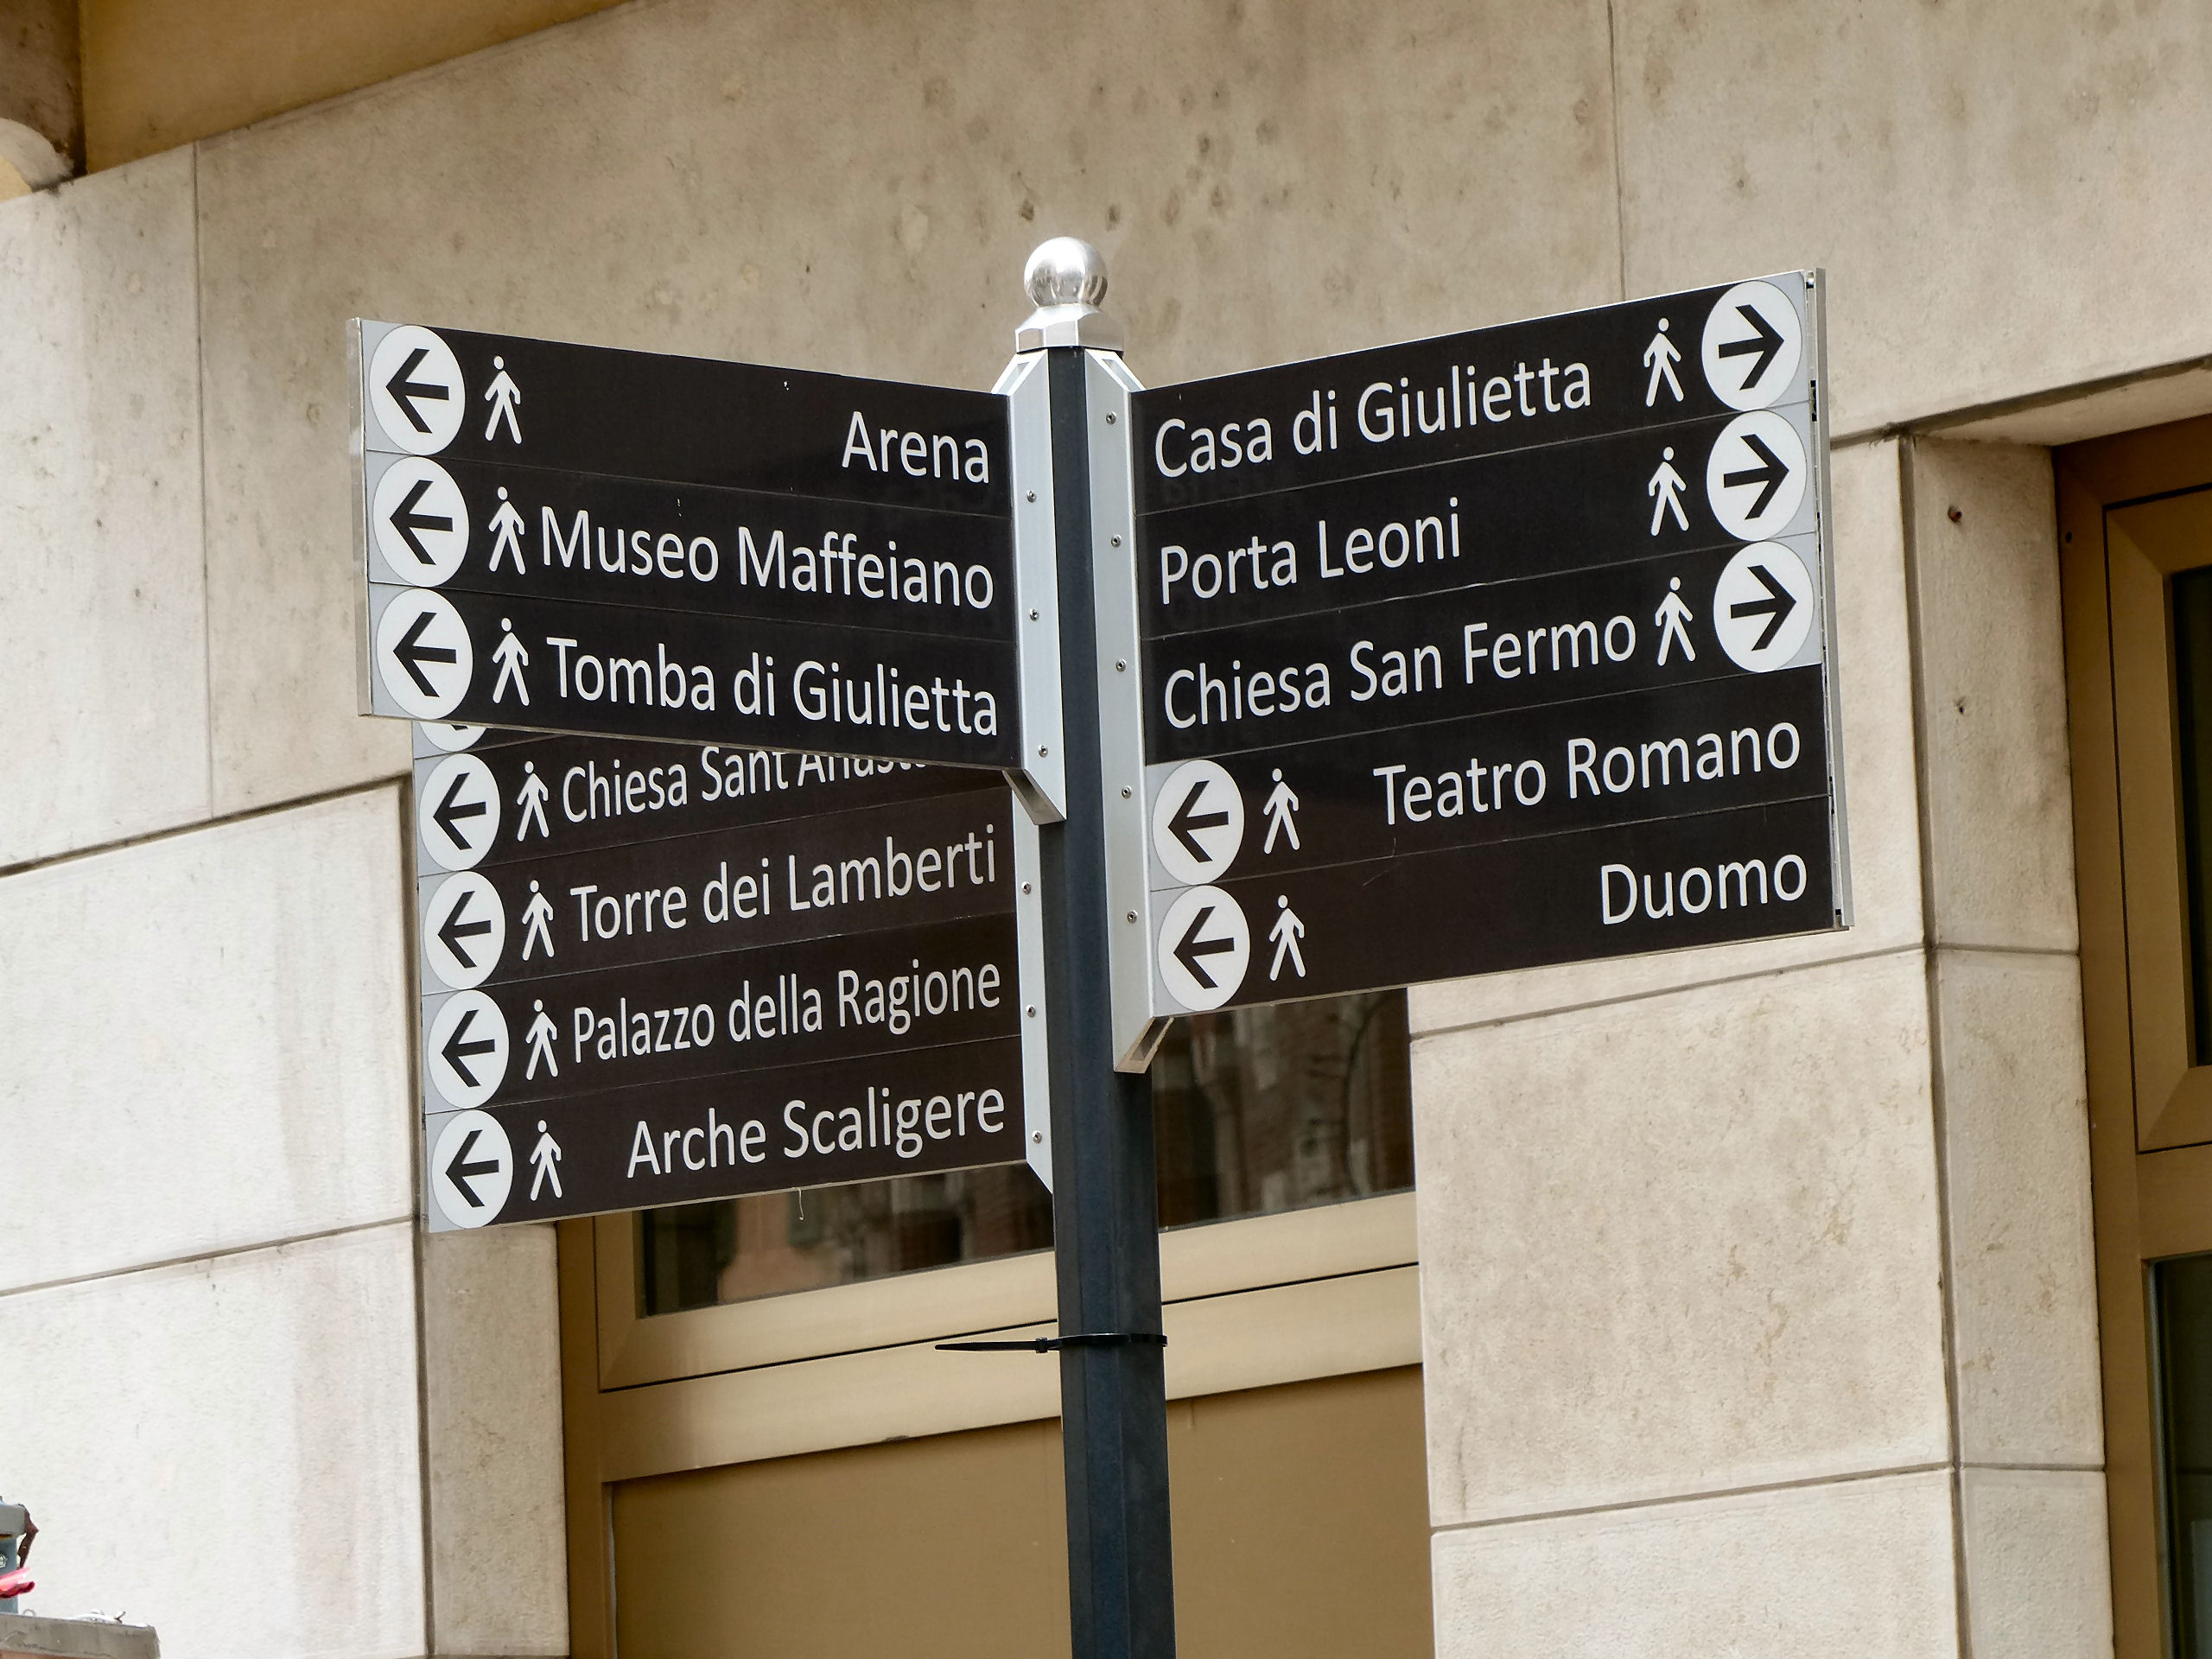 Arena
Museo Maffeiano
Tomba di Giulietta
Chiesa Sant
Torre dei Lamberti
Palazzo della Ragione
Arche Scaligere
Casa di Giulietta
Porta Leoni
Chiesa San Fermo
Teatro Romano
Duomo